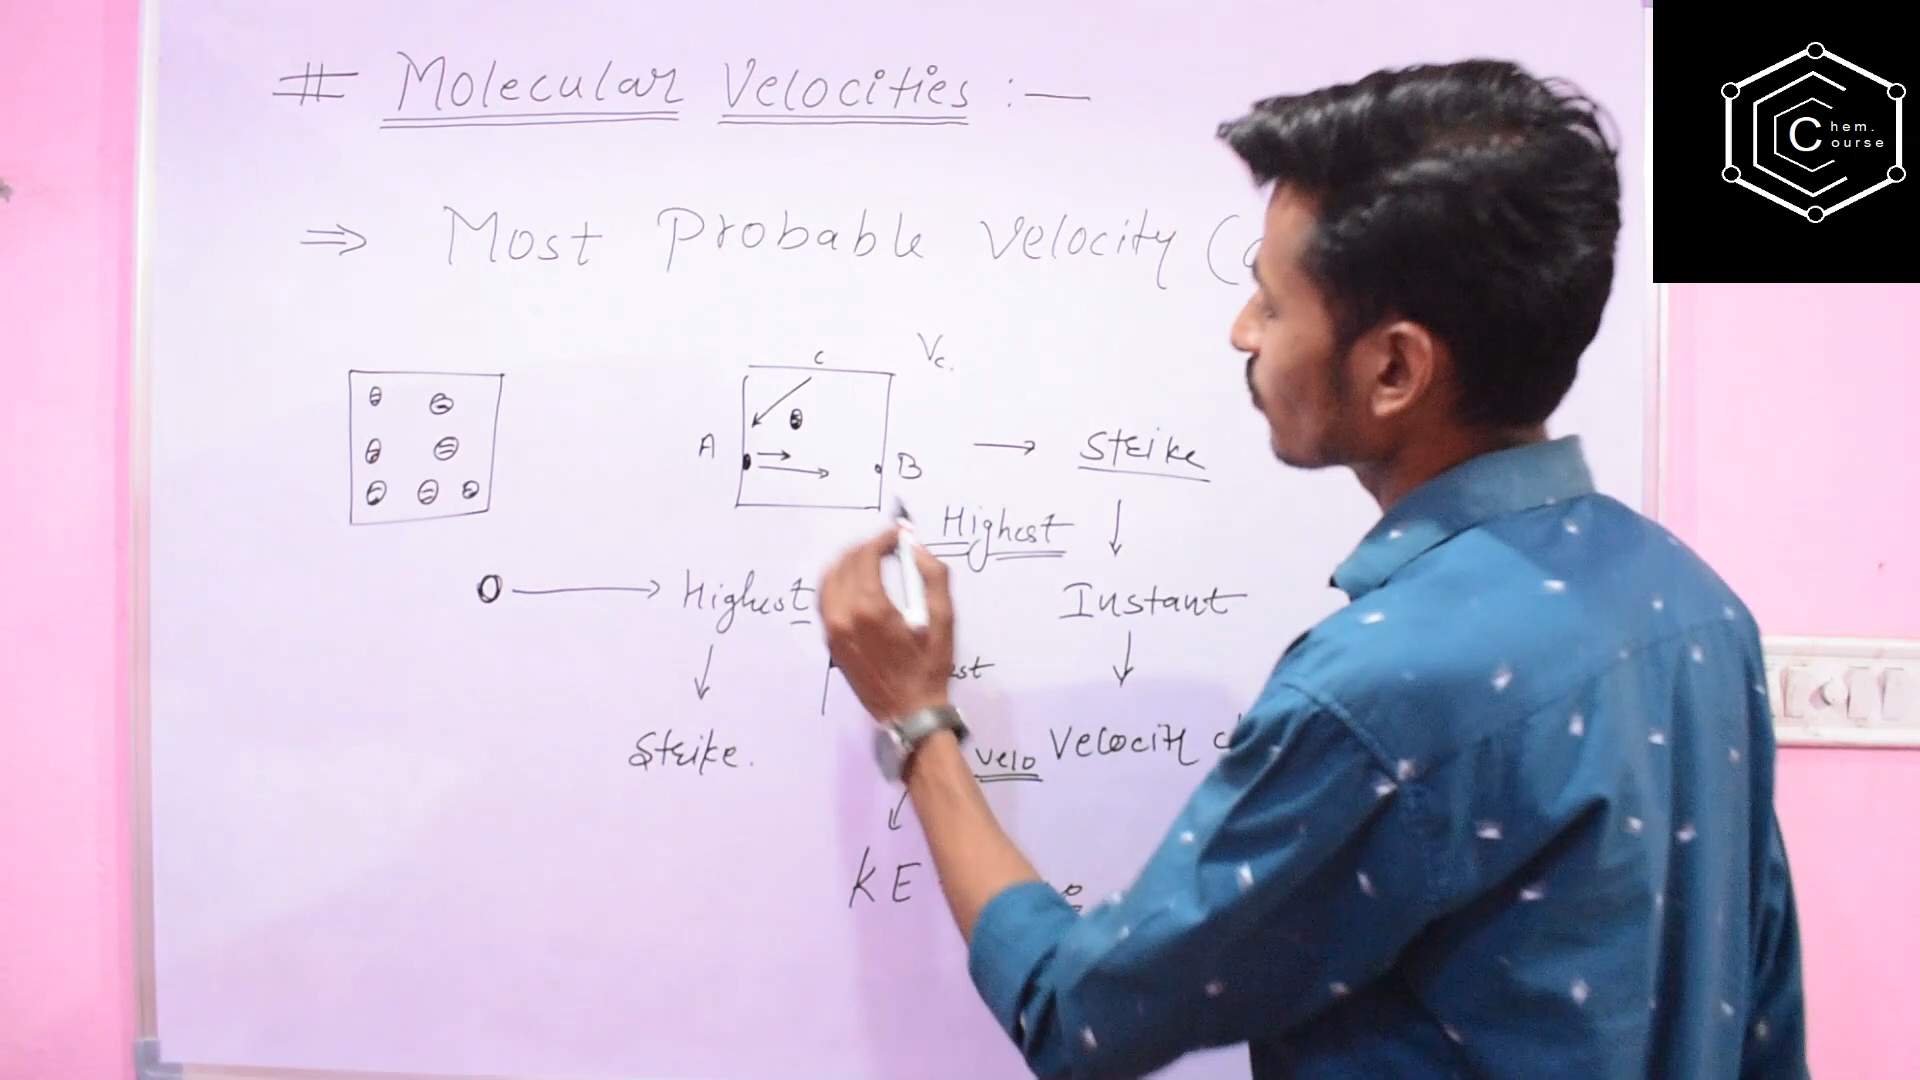 # Molecular Velocities :—
Chem.
Course
⇒ Most Probable Velocity (
C
Vc.
A
B
→ Strike
Highest
→ Highest
Instant
Strike.
velo
Velocity
KE